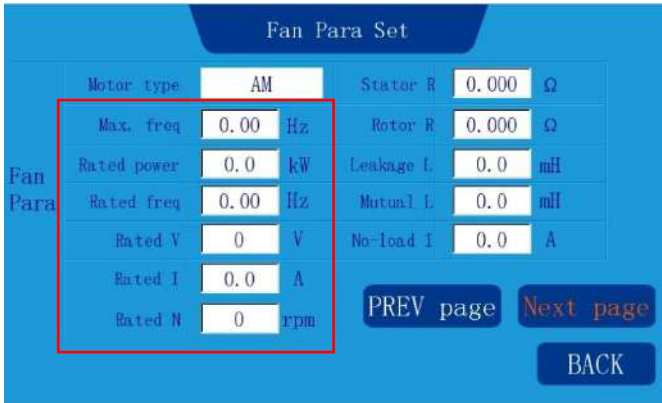 Fan Para Set
Motor type AM Stator R 0.000 Ω
Max. freq 0.00 Hz Rotor R 0.000 Ω
Rated power 0.0 kW Leakage L 0.0 mH
Fan Para
Rated freq 0.00 Hz Mutual L 0.0 mH
Rated V 0 V No-load I 0.0 A
Rated I 0.0 A
Rated N 0 rpm
PREV page Next page
BACK